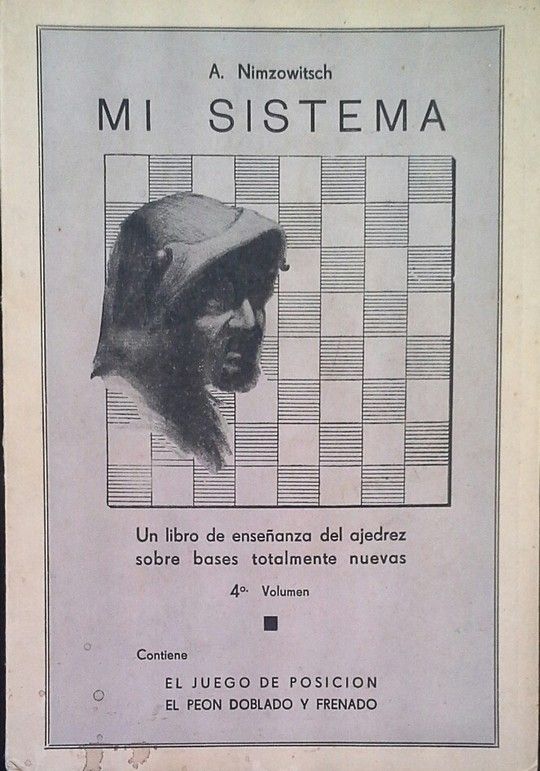 A. Nimzowitsch
MI SISTEMA
Un libro de enseñanza del ajedrez
sobre bases totalmente nuevas
4º. Volumen
Contiene
EL JUEGO DE POSICION
EL PEON DOBLADO Y FRENADO